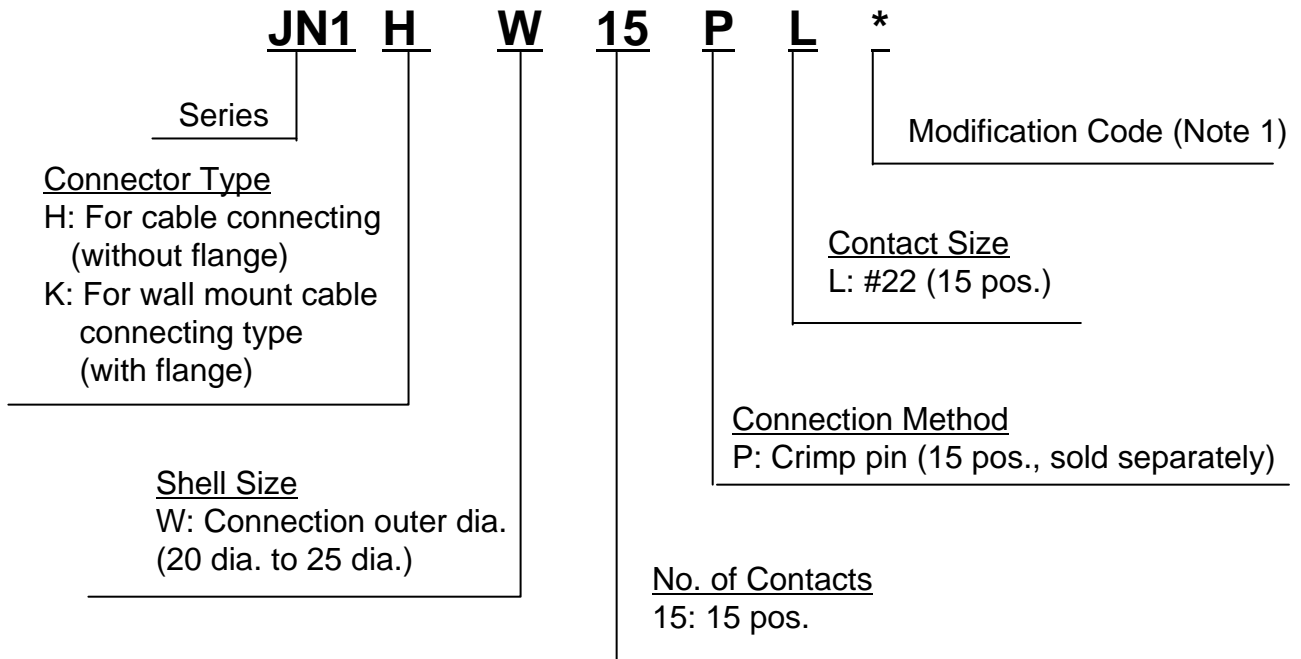 JN1 H W 15 P L *
Series
Modification Code (Note 1)
Connector Type
H: For cable connecting
(without flange)
K: For wall mount cable
connecting type
(with flange)
Contact Size
L: #22 (15 pos.)
Connection Method
P: Crimp pin (15 pos., sold separately)
Shell Size
W: Connection outer dia.
(20 dia. to 25 dia.)
No. of Contacts
15: 15 pos.